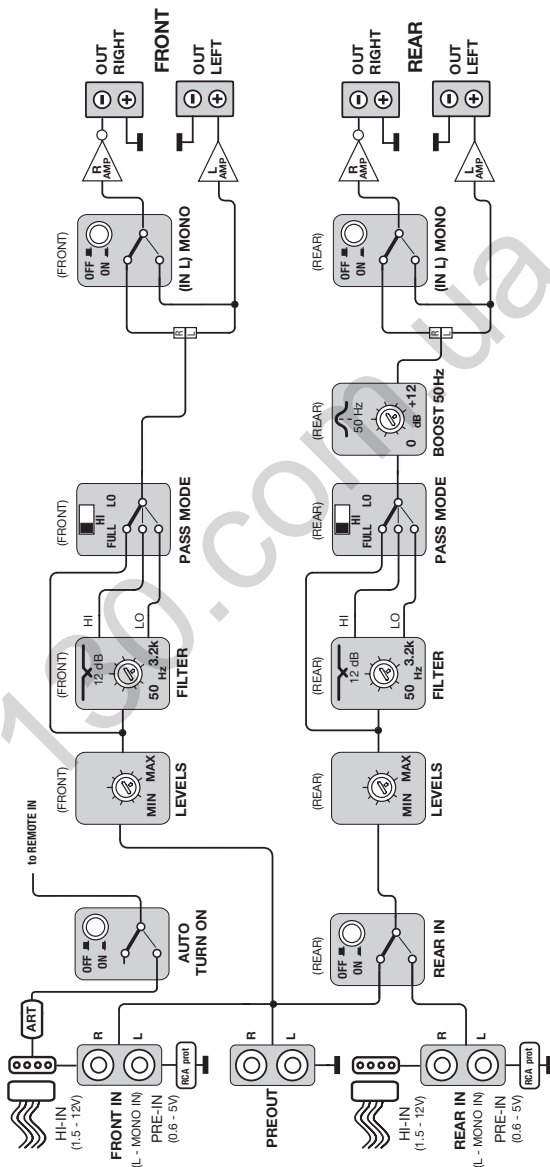 HI-IN
(1.5 - 12V)
FRONT IN
(L - MONO IN)
PRE-IN
(0.6 - 5V)
ART
R
L
RCA prot
to REMOTE IN
OFF
ON
AUTO
TURN ON
PREOUT
R
L
HI-IN
(1.5 - 12V)
REAR IN
(L - MONO IN)
PRE-IN
(0.6 - 5V)
R
L
RCA prot
(REAR)
OFF
ON
REAR IN
(FRONT)
MIN MAX
LEVELS
(FRONT)
12 dB
50 Hz 3.2k
FILTER
HI
LO
(FRONT)
FULL HI LO
PASS MODE
R
L
(FRONT)
OFF
ON
(IN L) MONO
R
AMP
L
AMP
OUT
RIGHT
FRONT
OUT
LEFT
(REAR)
MIN MAX
LEVELS
(REAR)
12 dB
50 Hz 3.2k
FILTER
HI
LO
(REAR)
FULL HI LO
PASS MODE
(REAR)
50 Hz
0 dB +12
BOOST 50Hz
R
L
(REAR)
OFF
ON
(IN L) MONO
R
AMP
L
AMP
OUT
RIGHT
REAR
OUT
LEFT
130.com.ua